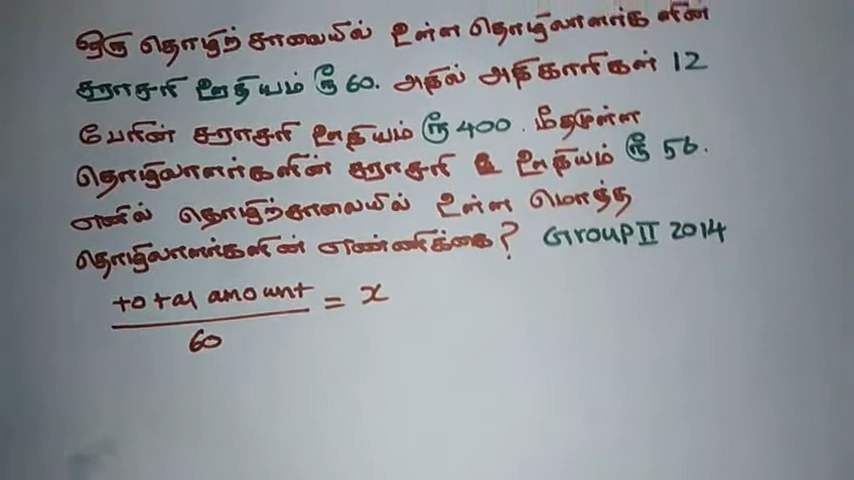 ஒரு தொழிற் சாலையில் உள்ள தொழிலாளர்க ளின்
சராசரி ஊதியம் ரூ 60. அதில் அதிகாரிகள் 12
பேரின் சராசரி ஊதியம் ரூ 400. மீதமுள்ள
தொழிலாளர்களின் சராசரி ஊதியம் ரூ 56.
எனில் தொழிற்சாலையில் உள்ள மொத்த
தொழிலாளர்களின் எண்ணிக்கை? Group II 2014
total amount = x
60